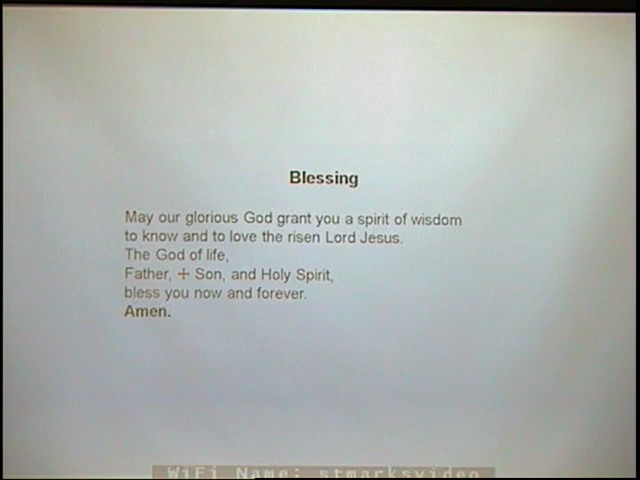 Blessing
May our glorious God grant you a spirit of wisdom
to know and to love the risen Lord Jesus.
The God of life,
Father, ☩ Son, and Holy Spirit,
bless you now and forever.
Amen.
WiFi Name: stmarksvideo